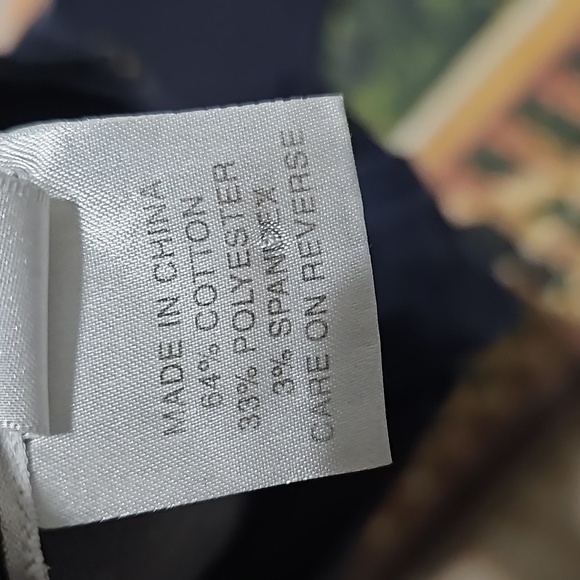 MADE IN CHINA
64% COTTON
33% POLYESTER
3% SPANDEX
CARE ON REVERSE